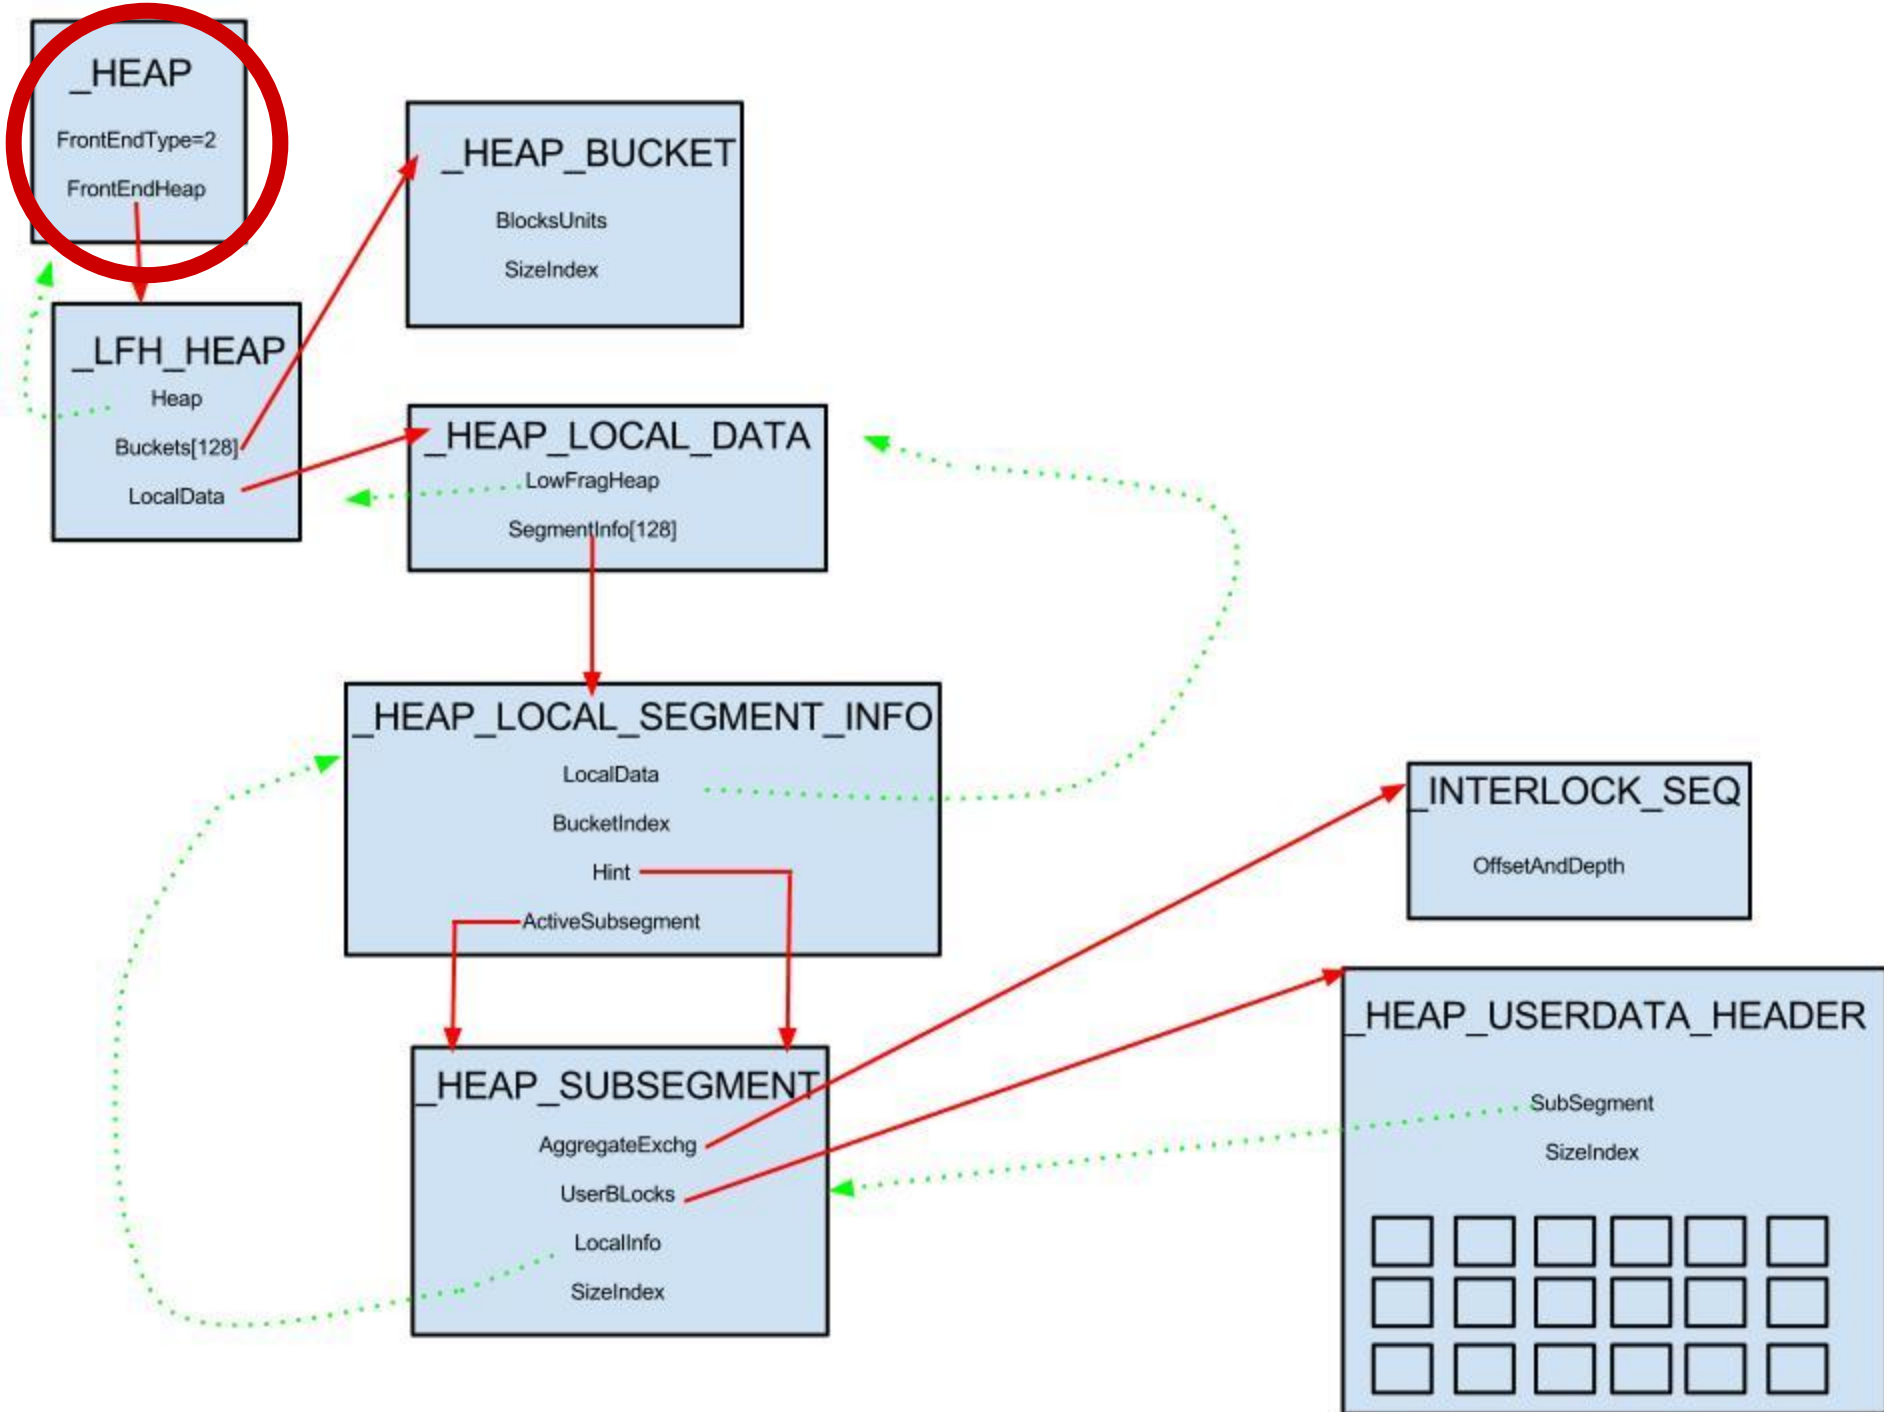 _HEAP
FrontEndType=2
FrontEndHeap
_HEAP_BUCKET
BlocksUnits
SizeIndex
_LFH_HEAP
Heap
Buckets[128]
LocalData
_HEAP_LOCAL_DATA
LowFragHeap
SegmentInfo[128]
_HEAP_LOCAL_SEGMENT_INFO
LocalData
BucketIndex
Hint
ActiveSubsegment
_INTERLOCK_SEQ
OffsetAndDepth
_HEAP_SUBSEGMENT
AggregateExchg
UserBLocks
LocalInfo
SizeIndex
_HEAP_USERDATA_HEADER
SubSegment
SizeIndex